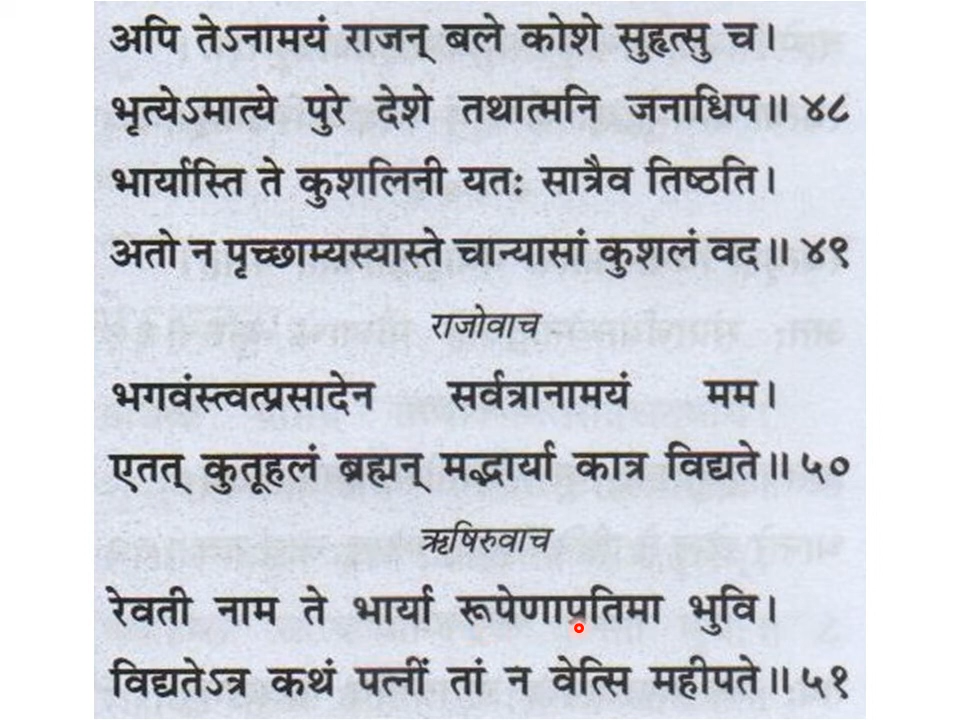 अपि तेऽनामयं राजन् बले कोशे सुहृत्सु च।
भृत्येऽमात्ये पुरे देशे तथात्मनि जनाधिप॥ ४८
भार्यास्ति ते कुशलिनी यतः सात्रैव तिष्ठति।
अतो न पृच्छाम्यस्यास्ते चान्यासां कुशलं वद॥ ४९
राजोवाच
भगवंस्त्वत्प्रसादेन सर्वत्रानामयं मम।
एतत् कुतूहलं ब्रह्मन् मद्भार्या कात्र विद्यते॥ ५०
ऋषिरुवाच
रेवती नाम ते भार्या रूपेणाप्रतिमा भुवि।
विद्यतेऽत्र कथं पत्नीं तां न वेत्सि महीपते॥ ५१